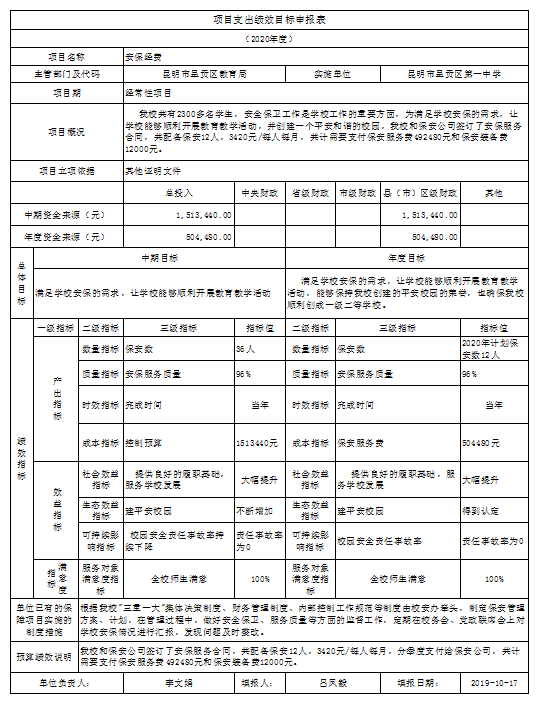 项目支出绩效目标申报表
（2020年度）
项目名称 安保经费
主管部门及代码 昆明市呈贡区教育局 实施单位 昆明市呈贡区第一中学
项目期 经常性项目
项目概况
我校共有2300多名学生，安全保卫工作是学校工作的重要方面，为满足学校安保的需求，让
学校能够顺利开展教育教学活动，并创建一个平安和谐的校园，我校和保安公司签订了安保服务
合同，共配备保安12人，3420元/每人每月，共计需要支付保安服务费492480元和保安装备费
12000元。
项目立项依据 其他证明文件
总投入 中央财政 省级财政 市级财政 县（市）区级财政 其他
中期资金来源（元） 1,513,440.00 1,513,440.00
年度资金来源（元） 504,480.00 504,480.00
总体目标
中期目标 年度目标
满足学校安保的需求，让学校能够顺利开展教育教学活动
满足学校安保的需求，让学校能够顺利开展教育教学
活动，能够保持我校创建的平安校园的荣誉，也确保我校
顺利创成一级二等学校。
绩效指标
一级指标 二级指标 三级指标 指标值 二级指标 三级指标 指标值
产出指标
数量指标 保安数 36人 数量指标 保安数 2020年计划保
安数12人
质量指标 安保服务质量 96% 质量指标 安保服务质量 96%
时效指标 完成时间 当年 时效指标 完成时间 当年
成本指标 控制预算 1513440元 成本指标 保安服务费 504480元
效益指标
社会效益
指标 提供良好的履职基础，
服务学校发展 大幅提升 社会效益
指标 提供良好的履职基础，服
务学校发展 大幅提升
生态效益
指标 建平安校园 不断增加 生态效益
指标 建平安校园 得到认定
可持续影
响指标 校园安全责任事故率持
续下降 责任事故率
为0 可持续影
响指标 校园安全责任事故率 责任事故率为0
满意度指标
服务对象
满意度指标 全校师生满意 100% 服务对象
满意度指标 全校师生满意 100%
单位已有的保
障项目实施的
制度措施
根据我校"三重一大"集体决策制度、财务管理制度、内部控制工作规范等制度由校安办牵头，制定保安管理
方案、计划，在管理过程中，做好安全保卫、服务质量等方面的监督工作，定期在校务会、党政联席会上对
学校安保情况进行汇报，发现问题及时整改。
预算绩效说明
我校和保安公司签订了安保服务合同，共配备保安12人，3420元/每人每月，分季度支付给保安公司，共计
需要支付保安服务费492480元和保安装备费12000元。
单位负责人： 李文娟 填报人： 吕凤毅 填报日期： 2019-10-17